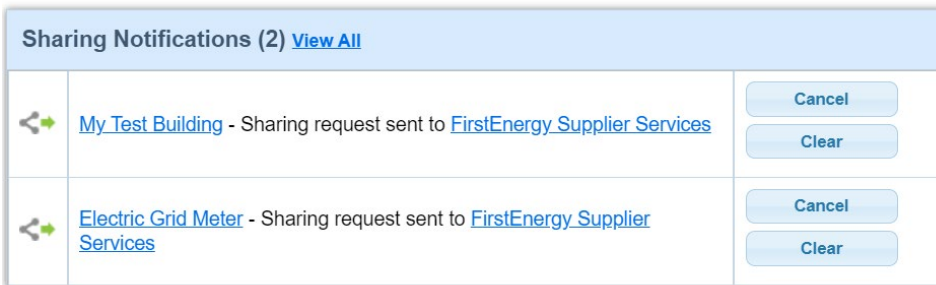 Sharing Notifications (2) View All
My Test Building - Sharing request sent to FirstEnergy Supplier Services
Cancel
Clear
Electric Grid Meter - Sharing request sent to FirstEnergy Supplier
Services
Cancel
Clear